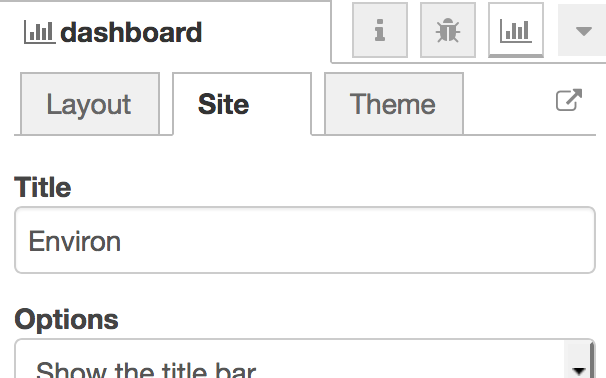 dashboard
Layout Site Theme
Title
Environ
Options
Show the title bar